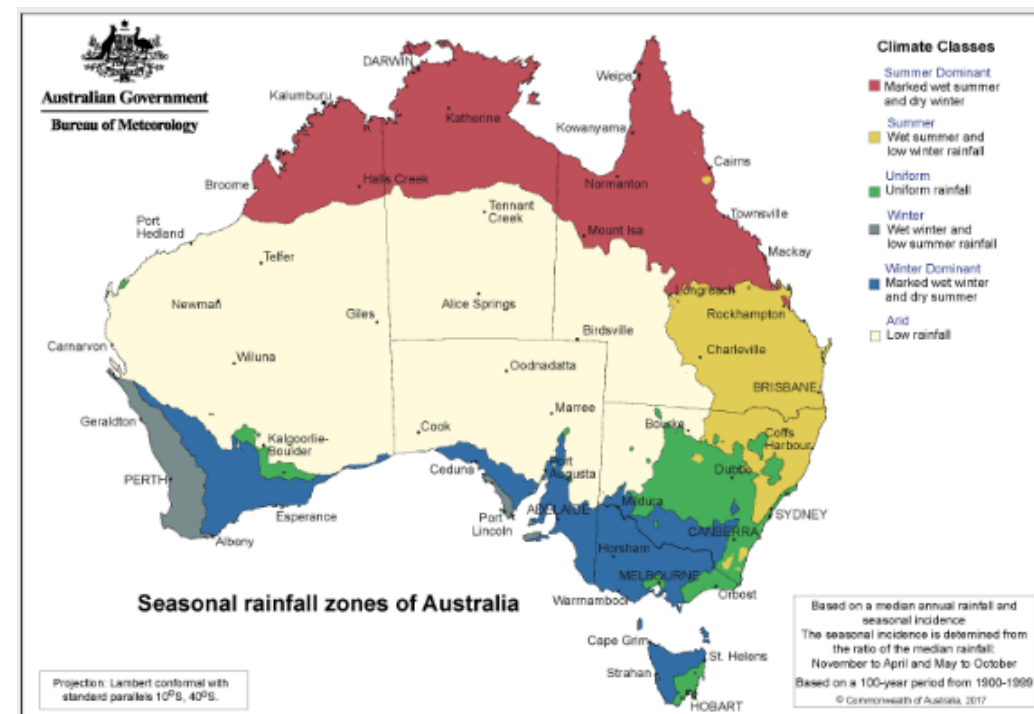 Australian Government
Bureau of Meteorology
DARWIN
Kalumburu
Katherine
Weipa
Kowanyama
Cairns
Broome
Halls Creek
Normanton
Townsville
Port
Hedland
Tennant
Creek
Mount Isa
Mackay
Telfer
Longreach
Newman
Alice Springs
Rockhampton
Giles
Birdsville
Carnarvon
Charleville
Wiluna
Oodnadatta
BRISBANE
Geraldton
Marree
Cook
Bourke
Coffs
Harbour
Kalgoorlie-
Boulder
Ceduna
Port
Augusta
Dubbo
PERTH
Port
Lincoln
ADELAIDE
Mildura
SYDNEY
Esperance
CANBERRA
Albany
Horsham
MELBOURNE
Orbost
Warrnambool
Cape Grim
St. Helens
Strahan
HOBART
Climate Classes
Summer Dominant
Marked wet summer
and dry winter
Summer
Wet summer and
low winter rainfall
Uniform
Uniform rainfall
Winter
Wet winter and
low summer rainfall
Winter Dominant
Marked wet winter
and dry summer
Arid
Low rainfall
Seasonal rainfall zones of Australia
Projection: Lambert conformal with
standard parallels 10°S, 40°S.
Based on a median annual rainfall and
seasonal incidence
The seasonal incidence is detemined from
the ratio of the median rainfall:
November to April and May to October
Based on a 100-year period from 1900-1999
© Commonwealth of Australia, 2017